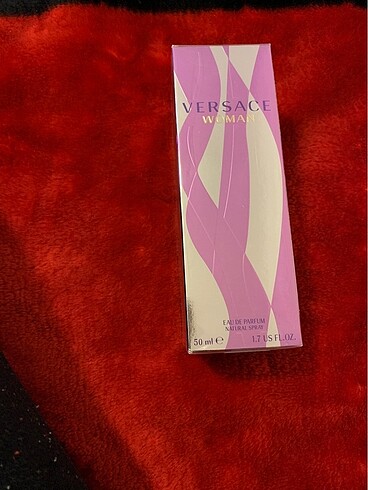 VERSACE
WOMAN
EAU DE PARFUM
NATURAL SPRAY
50 ml ℮ 1.7 US FL.OZ.